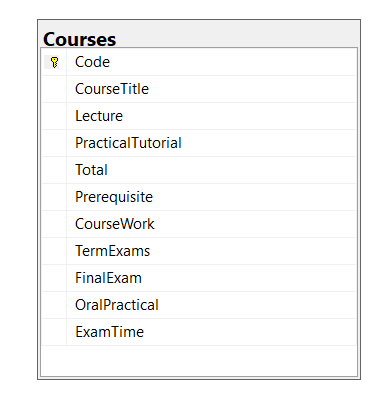 Courses
Code
CourseTitle
Lecture
PracticalTutorial
Total
Prerequisite
CourseWork
TermExams
FinalExam
OralPractical
ExamTime